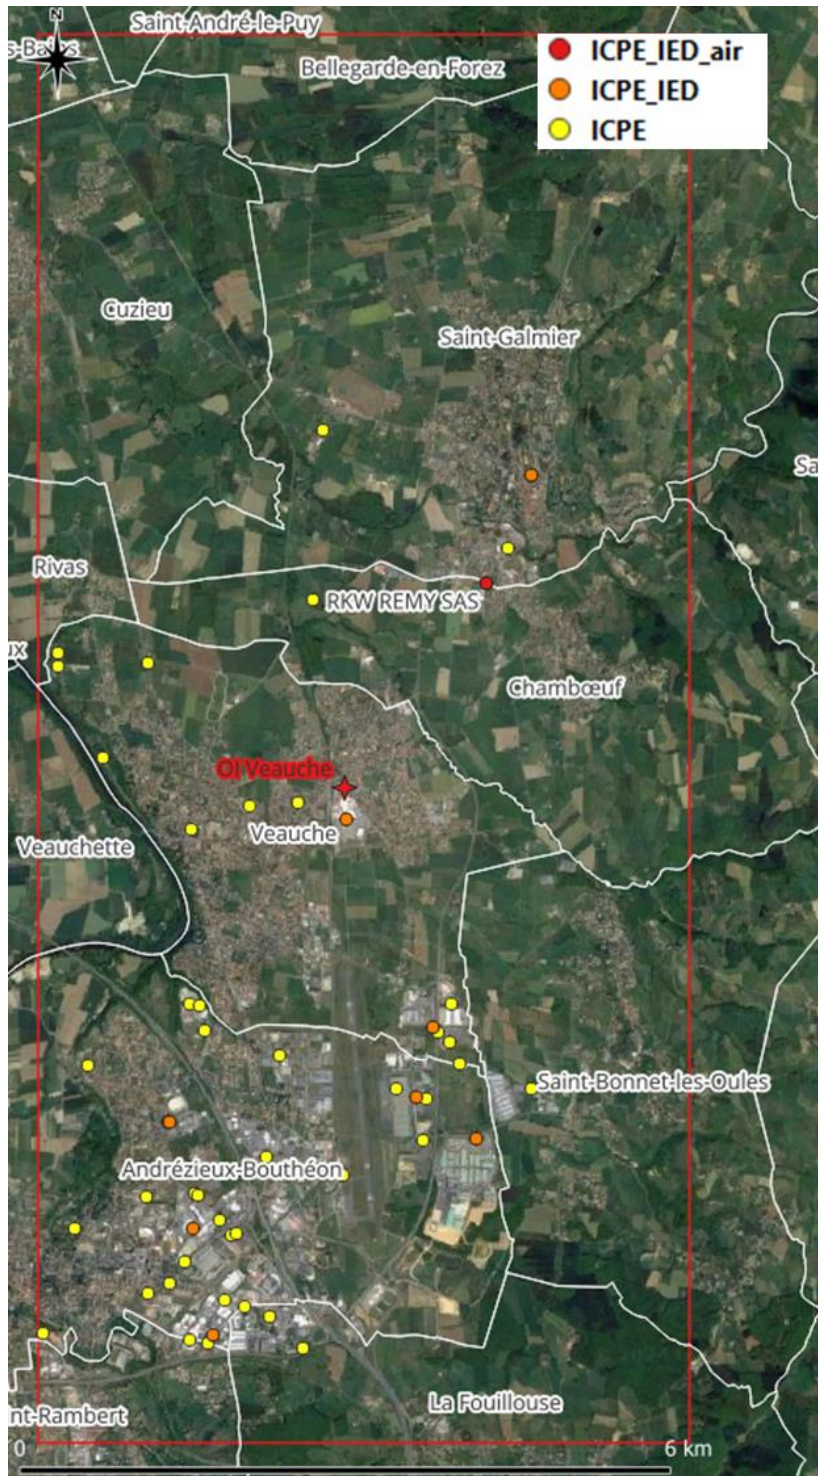 Saint-André-le-Puy
N
s-Bains
Bellegarde-en-Forez
ICPE_IED_air
ICPE_IED
ICPE
Cuzieu
Saint-Galmier
Sa
Rivas
RKW REMY SAS
ux
Chambœuf
OI Veauche
Veauche
Veauchette
Saint-Bonnet-les-Oules
Andrézieux-Bouthéon
La Fouillouse
int-Rambert
0
6 km